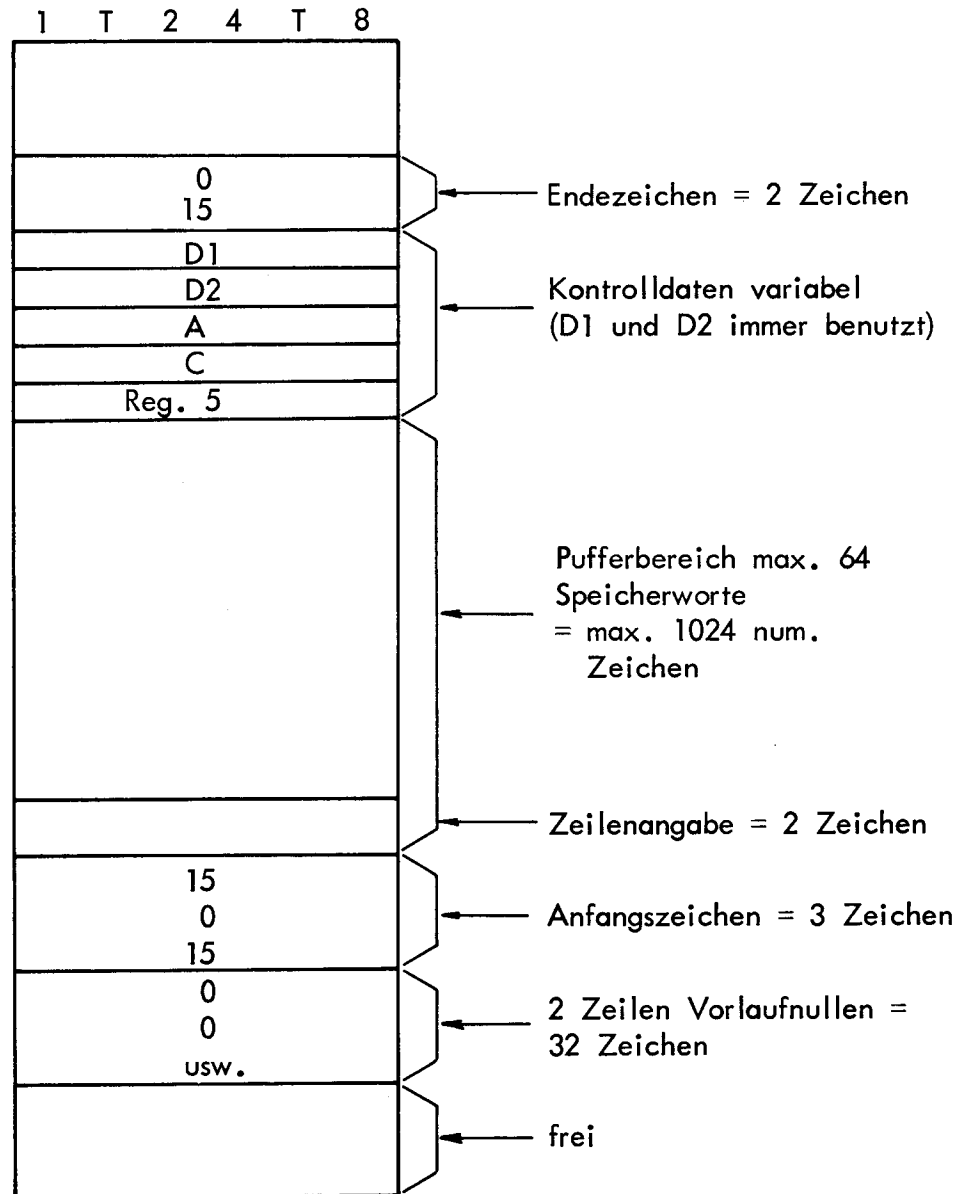 1 T 2 4 T 8
0
15
Endezeichen = 2 Zeichen
D1
D2
A
C
Reg. 5
Kontrolldaten variabel
(D1 und D2 immer benutzt)
Pufferbereich max. 64
Speicherworte
= max. 1024 num.
Zeichen
Zeilenangabe = 2 Zeichen
15
0
15
Anfangszeichen = 3 Zeichen
0
0
usw.
2 Zeilen Vorlaufnullen =
32 Zeichen
frei